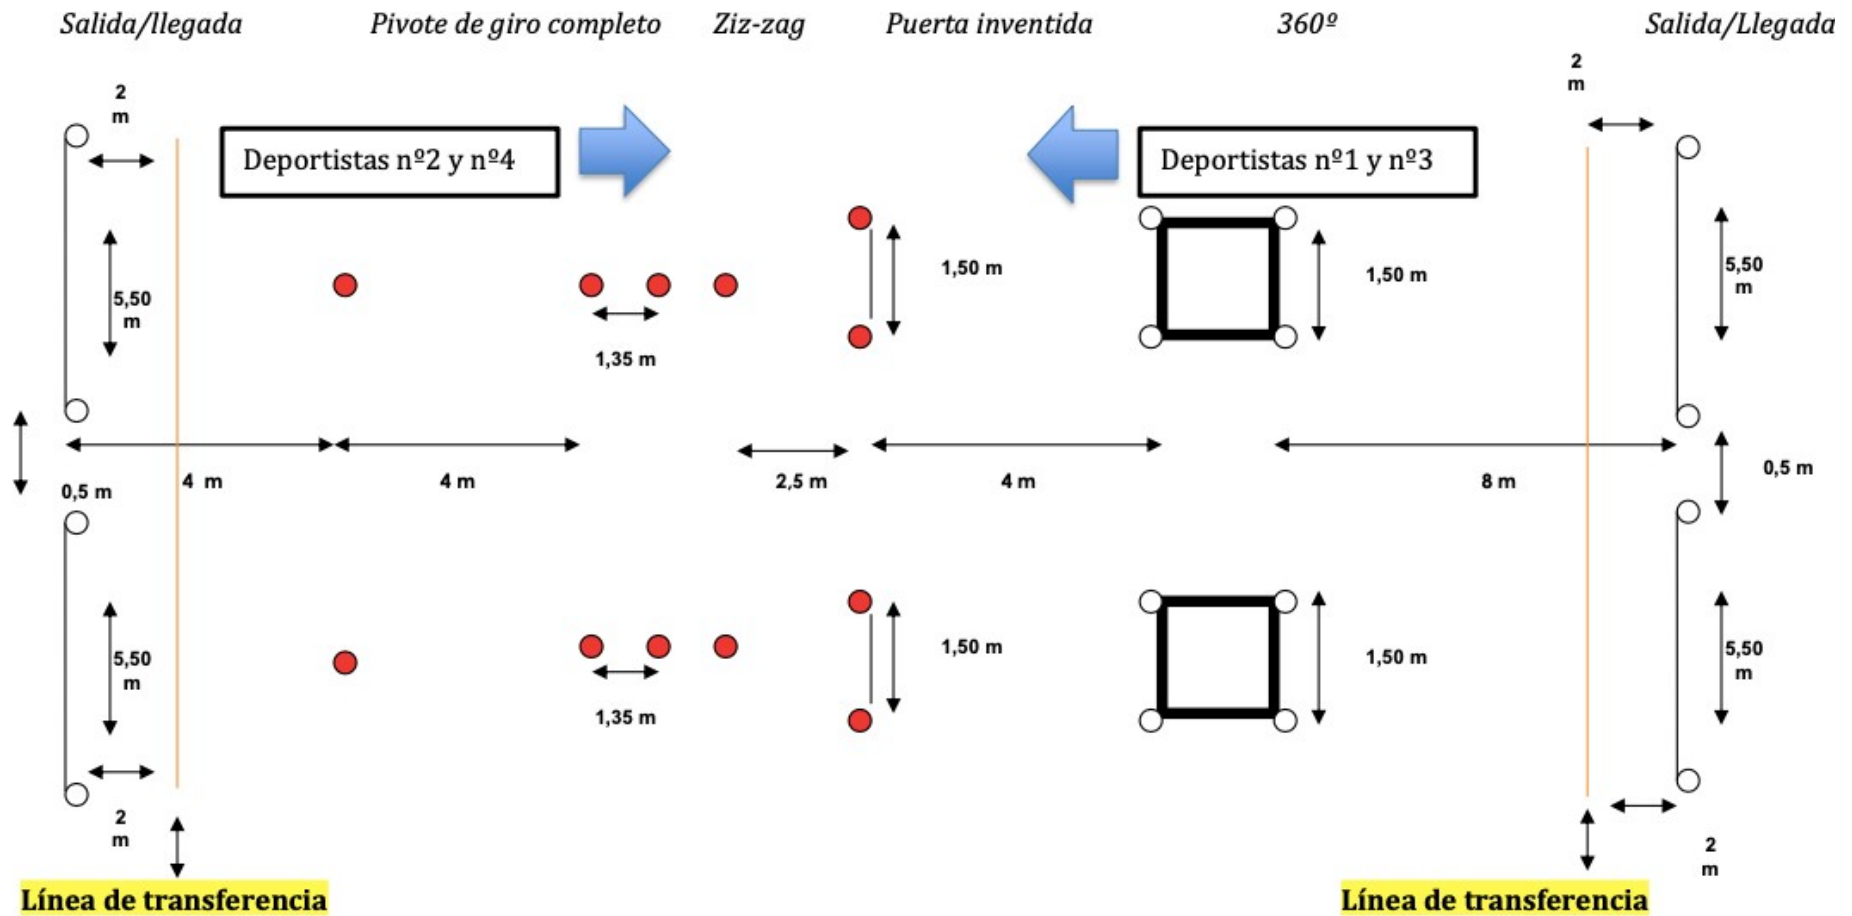 Salida/llegada
Pivote de giro completo
Ziz-zag
Puerta inventida
360º
Salida/Llegada
2
m
2
m
Deportistas nº2 y nº4
Deportistas nº1 y nº3
5,50
m
1,35 m
1,50 m
1,50 m
5,50
m
0,5 m
4 m
4 m
2,5 m
4 m
8 m
0,5 m
5,50
m
1,35 m
1,50 m
1,50 m
5,50
m
2
m
2
m
Línea de transferencia
Línea de transferencia